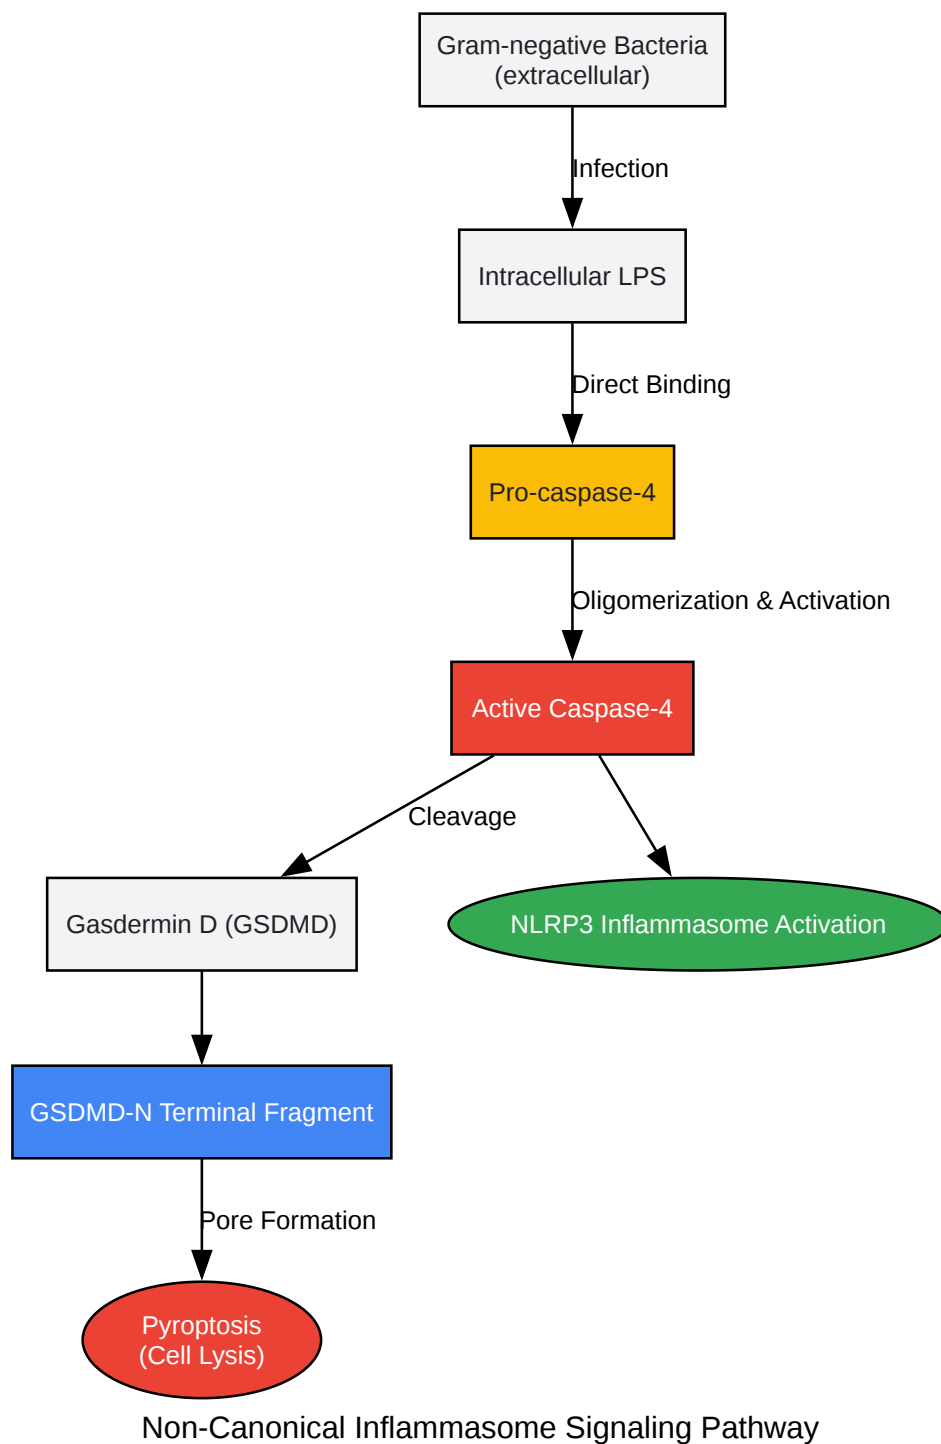 Gram-negative Bacteria
(extracellular)
Infection
Intracellular LPS
Direct Binding
Pro-caspase-4
Oligomerization & Activation
Active Caspase-4
Cleavage
Gasdermin D (GSDMD)
NLRP3 Inflammasome Activation
GSDMD-N Terminal Fragment
Pore Formation
Pyroptosis
(Cell Lysis)
Non-Canonical Inflammasome Signaling Pathway